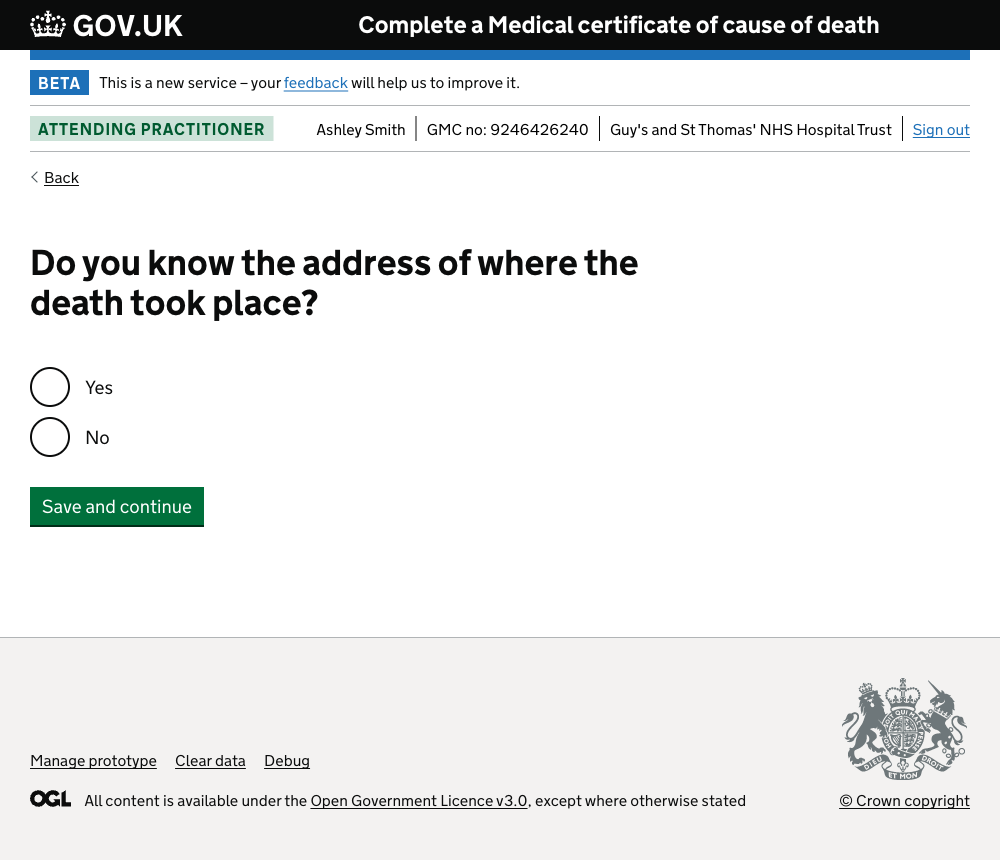 GOV.UK Complete a Medical certificate of cause of death
BETA This is a new service – your feedback will help us to improve it.
ATTENDING PRACTITIONER Ashley Smith GMC no: 9246426240 Guy's and St Thomas' NHS Hospital Trust Sign out
Back
Do you know the address of where the
death took place?
Yes
No
Save and continue
Manage prototype Clear data Debug
OGL All content is available under the Open Government Licence v3.0, except where otherwise stated © Crown copyright
DIEU ET MON DROIT